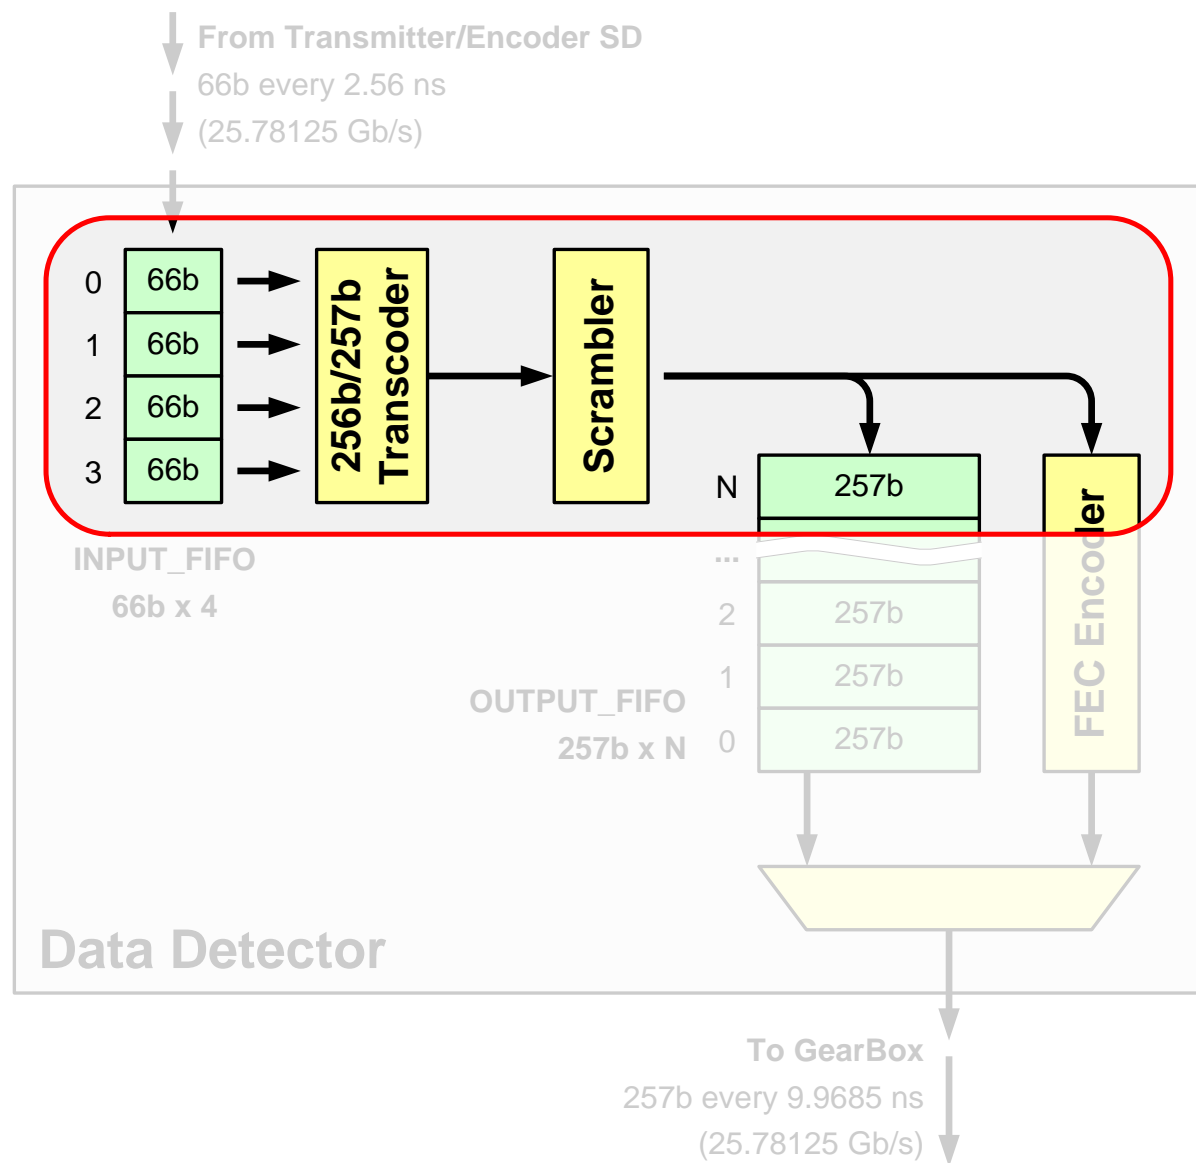 From Transmitter/Encoder SD
66b every 2.56 ns
(25.78125 Gb/s)
0 66b
1 66b
2 66b
3 66b
256b/257b
Transcoder
Scrambler
N 257b
...
2 257b
1 257b
0 257b
FEC Encoder
INPUT_FIFO
66b x 4
OUTPUT_FIFO
257b x N
Data Detector
To GearBox
257b every 9.9685 ns
(25.78125 Gb/s)